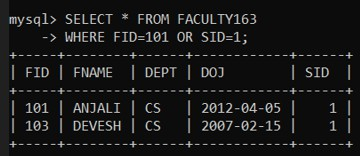 mysql> SELECT * FROM FACULTY163
    -> WHERE FID=101 OR SID=1;
+-----+--------+------+------------+------+
| FID | FNAME  | DEPT | DOJ        | SID  |
+-----+--------+------+------------+------+
| 101 | ANJALI | CS   | 2012-04-05 |    1 |
| 103 | DEVESH | CS   | 2007-02-15 |    1 |
+-----+--------+------+------------+------+